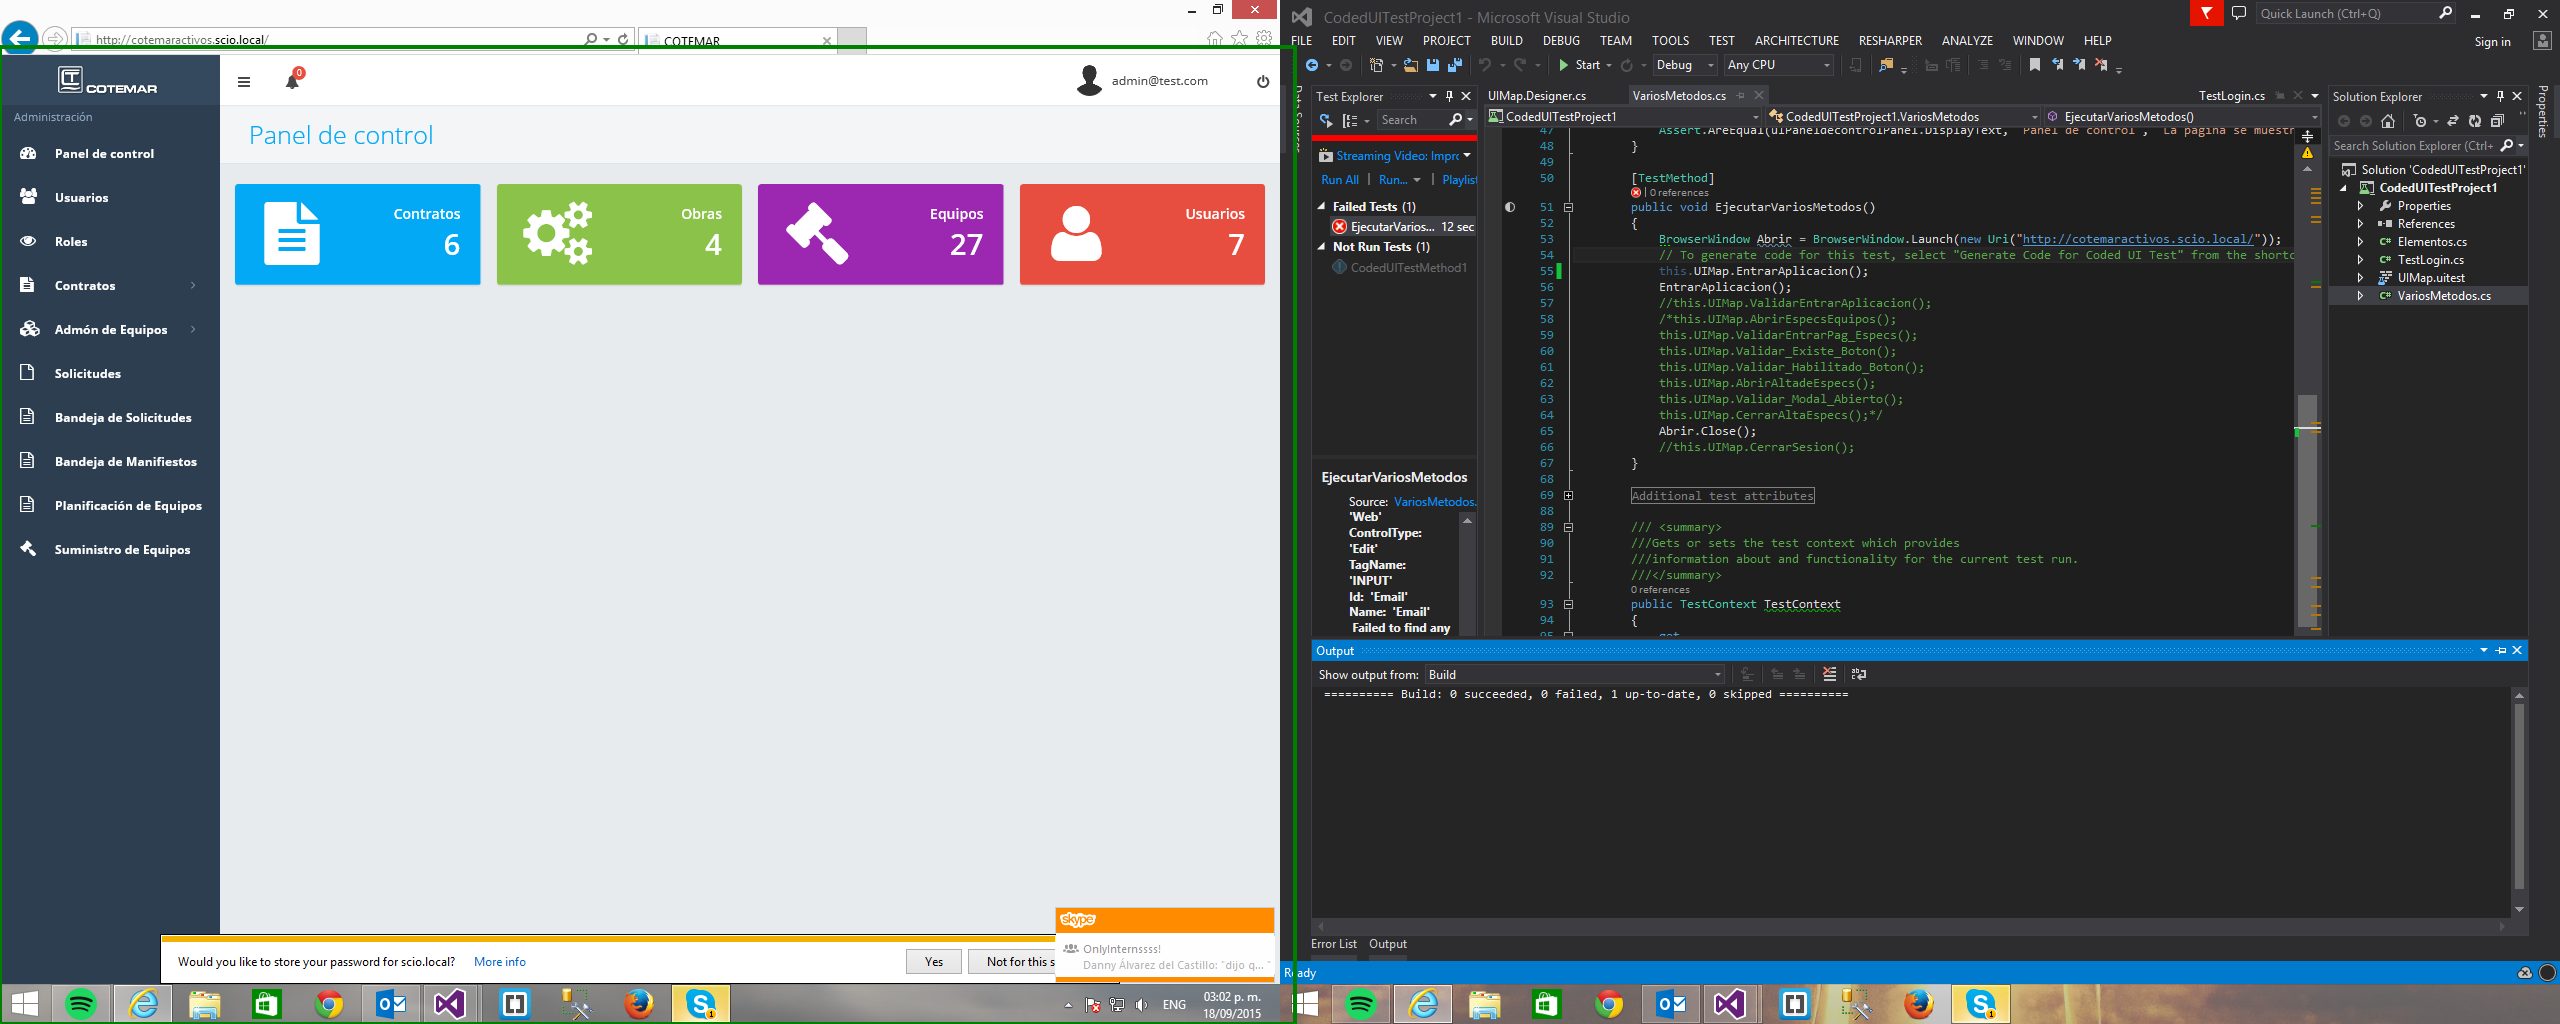 http://cotemaractivos.scio.local/
COTEMAR
COTEMAR
0
admin@test.com
Administración
Panel de control
Usuarios
Roles
Contratos
Admón de Equipos
Solicitudes
Bandeja de Solicitudes
Bandeja de Manifiestos
Planificación de Equipos
Suministro de Equipos
Panel de control
Contratos
6
Obras
4
Equipos
27
Usuarios
7
Would you like to store your password for scio.local? More info
Yes
Not for this s
skype
OnlyInternssss!
Danny Álvarez del Castillo: "dijo q... "
ENG
03:02 p. m.
18/09/2015
CodedUITestProject1 - Microsoft Visual Studio
Quick Launch (Ctrl+Q)
FILE EDIT VIEW PROJECT BUILD DEBUG TEAM TOOLS TEST ARCHITECTURE RESHARPER ANALYZE WINDOW HELP
Sign in
Start Debug Any CPU
Data Sources
Test Explorer
Search
Streaming Video: Impro
Run All | Run... | Playlist
Failed Tests (1)
EjecutarVarios... 12 sec
Not Run Tests (1)
CodedUITestMethod1
EjecutarVariosMetodos
Source: VariosMetodos.
'Web'
ControlType:
'Edit'
TagName:
'INPUT'
Id: 'Email'
Name: 'Email'
Failed to find any
UIMap.Designer.cs VariosMetodos.cs TestLogin.cs
CodedUITestProject1 CodedUITestProject1.VariosMetodos EjecutarVariosMetodos()
47 Assert.AreEqual(uiPaneldecontrolPanel.DisplayText, "Panel de control", "La pagina se muestr
48 }
49
50 [TestMethod]
| 0 references
51 public void EjecutarVariosMetodos()
52 {
53 BrowserWindow Abrir = BrowserWindow.Launch(new Uri("http://cotemaractivos.scio.local/"));
54 // To generate code for this test, select "Generate Code for Coded UI Test" from the shortc
55 this.UIMap.EntrarAplicacion();
56 EntrarAplicacion();
57 //this.UIMap.ValidarEntrarAplicacion();
58 /*this.UIMap.AbrirEspecsEquipos();
59 this.UIMap.ValidarEntrarPag_Especs();
60 this.UIMap.Validar_Existe_Boton();
61 this.UIMap.Validar_Habilitado_Boton();
62 this.UIMap.AbrirAltadeEspecs();
63 this.UIMap.Validar_Modal_Abierto();
64 this.UIMap.CerrarAltaEspecs();*/
65 Abrir.Close();
66 //this.UIMap.CerrarSesion();
67 }
68
69 Additional test attributes
88
89 /// <summary>
90 ///Gets or sets the test context which provides
91 ///information about and functionality for the current test run.
92 ///</summary>
0 references
93 public TestContext TestContext
94 {
95 get
Solution Explorer
Search Solution Explorer (Ctrl+
Solution 'CodedUITestProject1'
CodedUITestProject1
Properties
References
Elementos.cs
TestLogin.cs
UIMap.uitest
VariosMetodos.cs
Properties
Output
Show output from: Build
========== Build: 0 succeeded, 0 failed, 1 up-to-date, 0 skipped ==========
Error List Output
Ready